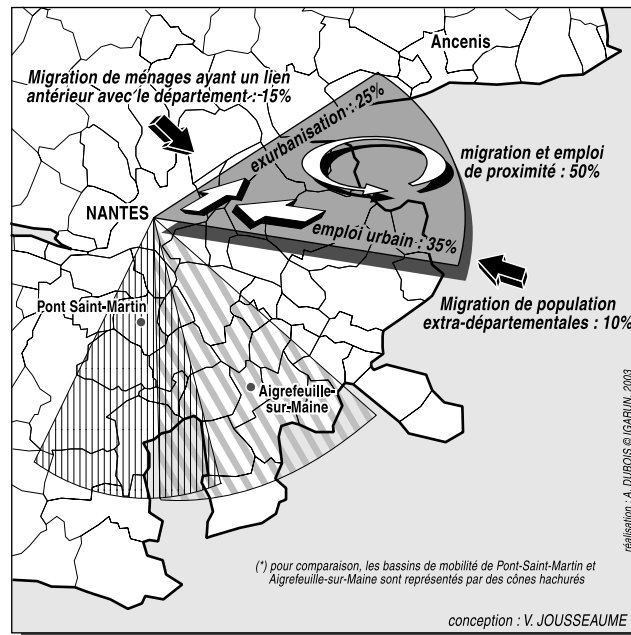 Ancenis
Migration de ménages ayant un lien
antérieur avec le département : 15%
exurbanisation : 25%
migration et emploi
de proximité : 50%
NANTES
emploi urbain : 35%
Migration de population
extra-départementales : 10%
Pont Saint-Martin
Aigrefeuille-
sur-Maine
réalisation : A. DUBOIS © IGARUN, 2003
(*) pour comparaison, les bassins de mobilité de Pont-Saint-Martin et
Aigrefeuille-sur-Maine sont représentés par des cônes hachurés
conception : V. JOUSSEAUME